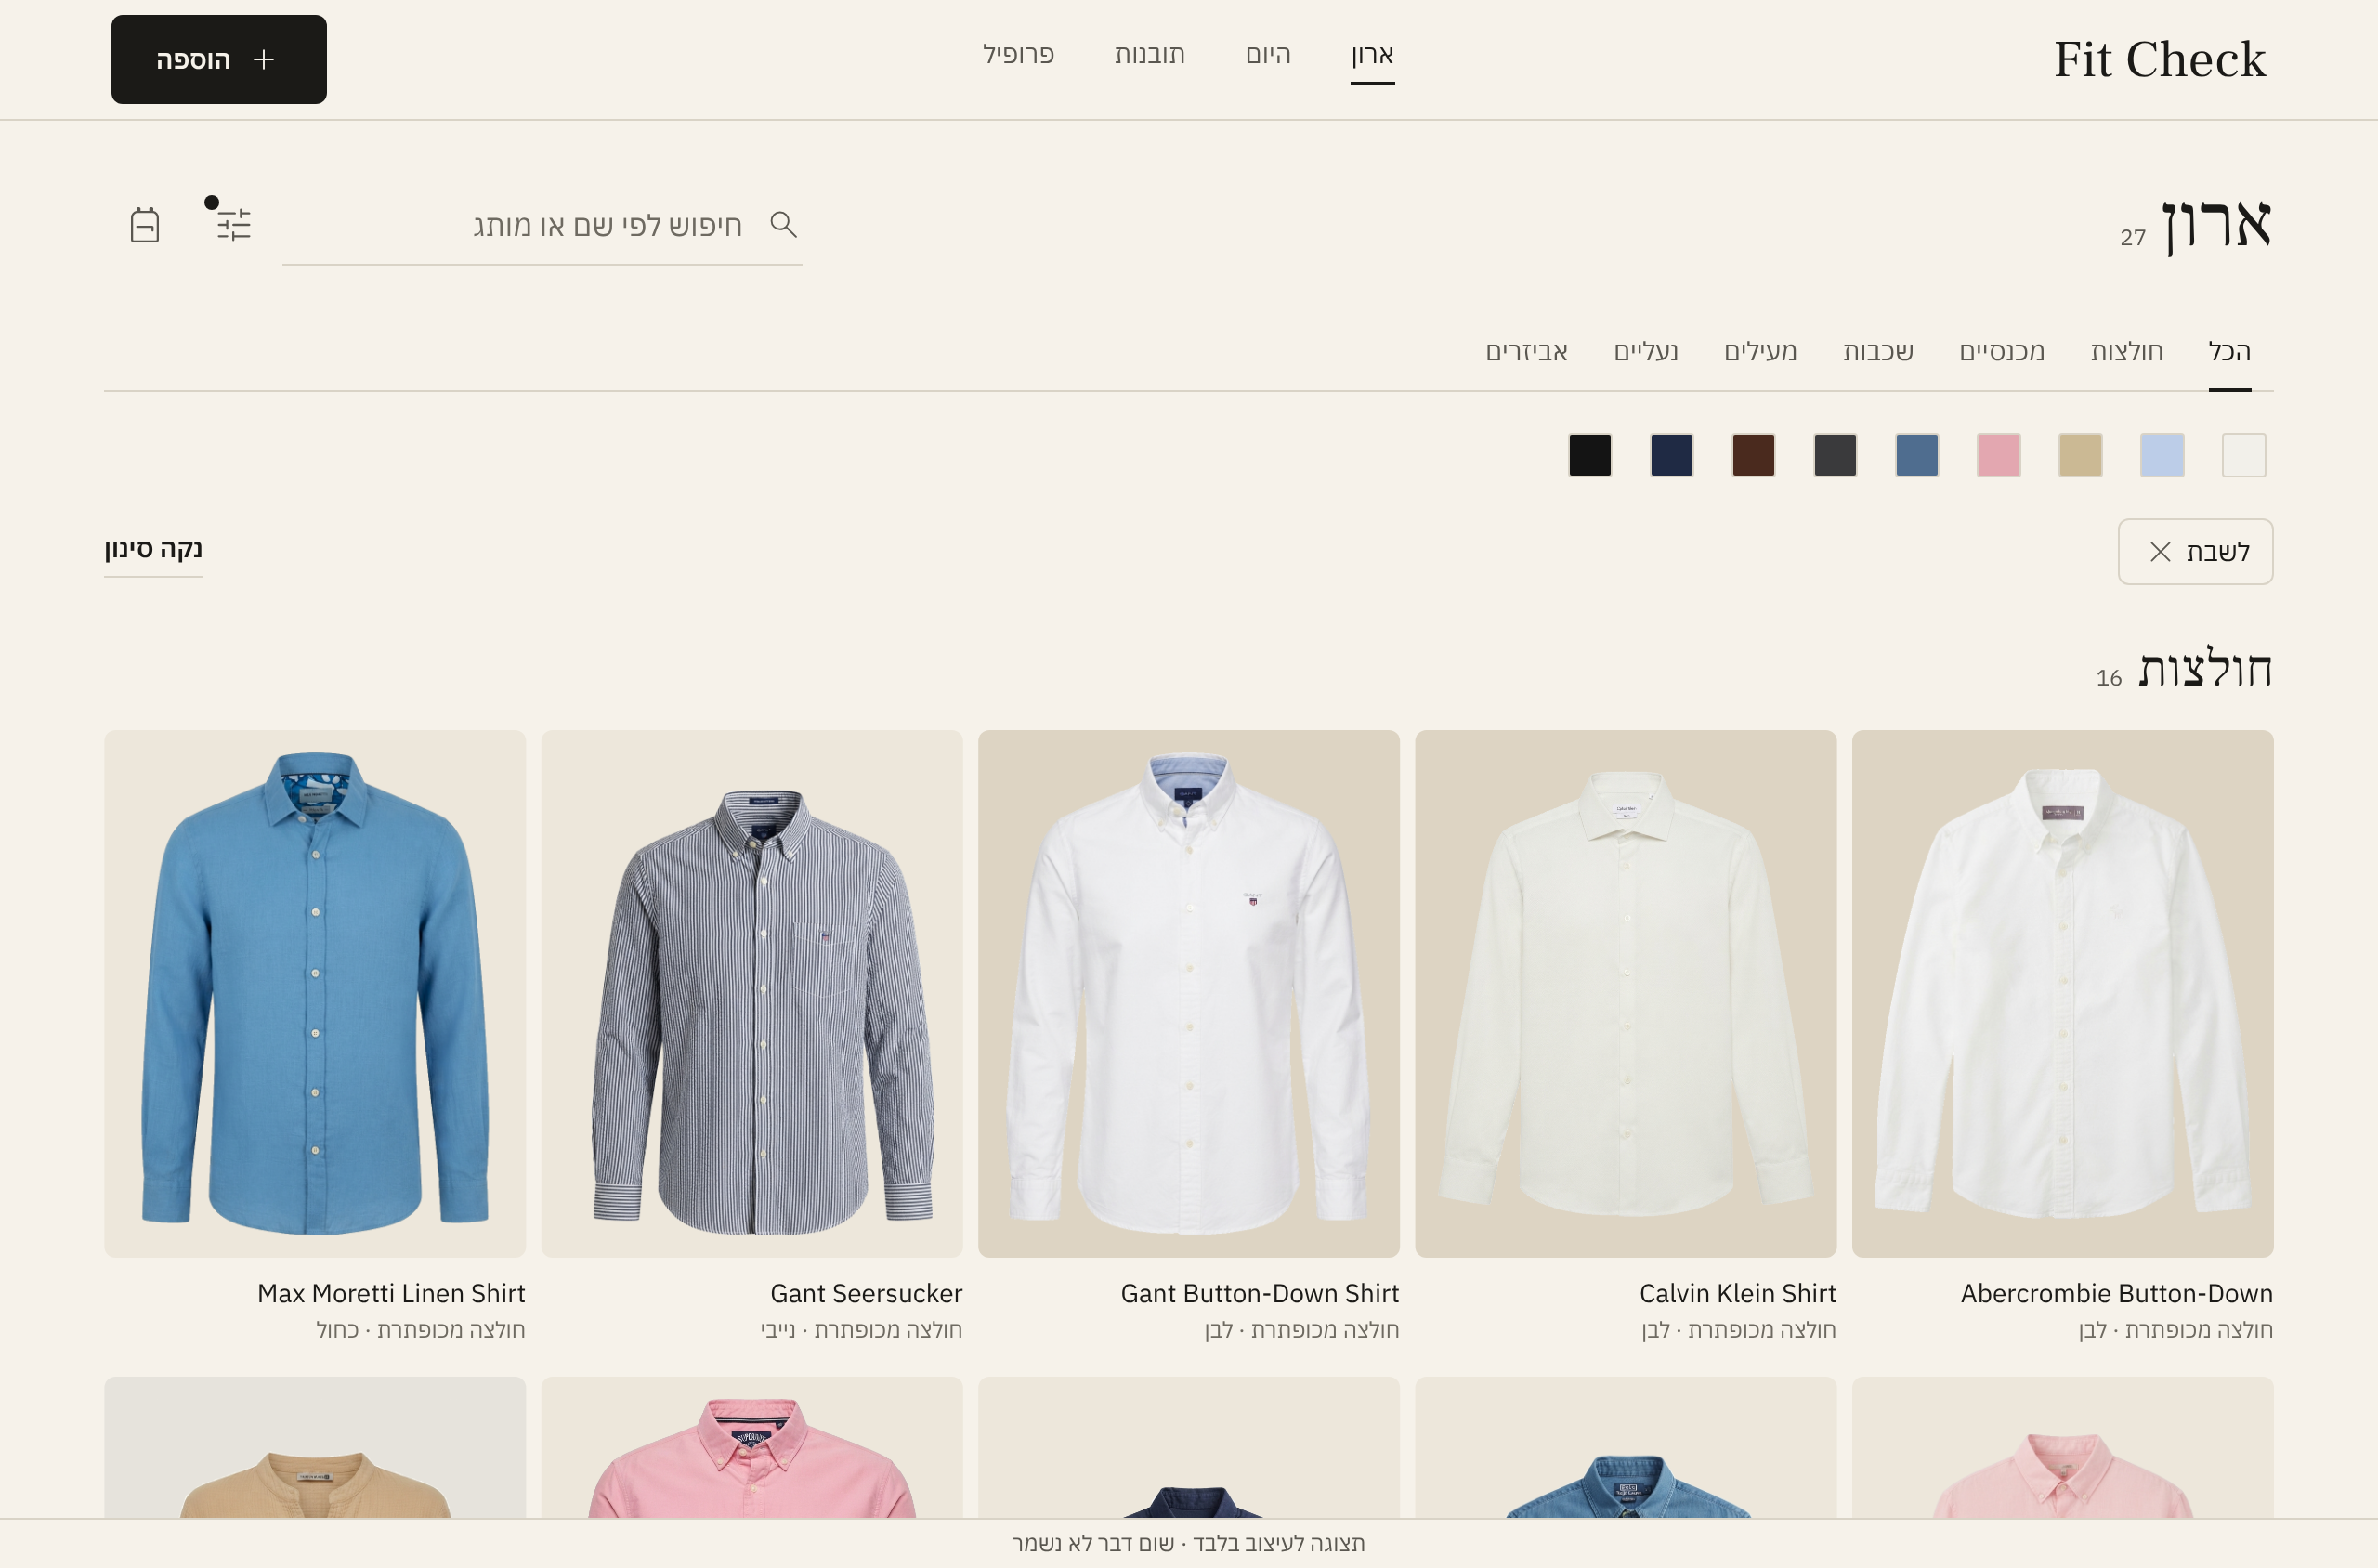 Fit Check
ארון
היום
תובנות
פרופיל
הוספה
ארון 27
חיפוש לפי שם או מותג
הכל
חולצות
מכנסיים
שכבות
מעילים
נעליים
אביזרים
לשבת
נקה סינון
חולצות 16
Abercrombie Button-Down
חולצה מכופתרת · לבן
Calvin Klein Shirt
חולצה מכופתרת · לבן
Gant Button-Down Shirt
חולצה מכופתרת · לבן
Gant Seersucker
חולצה מכופתרת · נייבי
Max Moretti Linen Shirt
חולצה מכופתרת · כחול
תצוגה לעיצוב בלבד · שום דבר לא נשמר